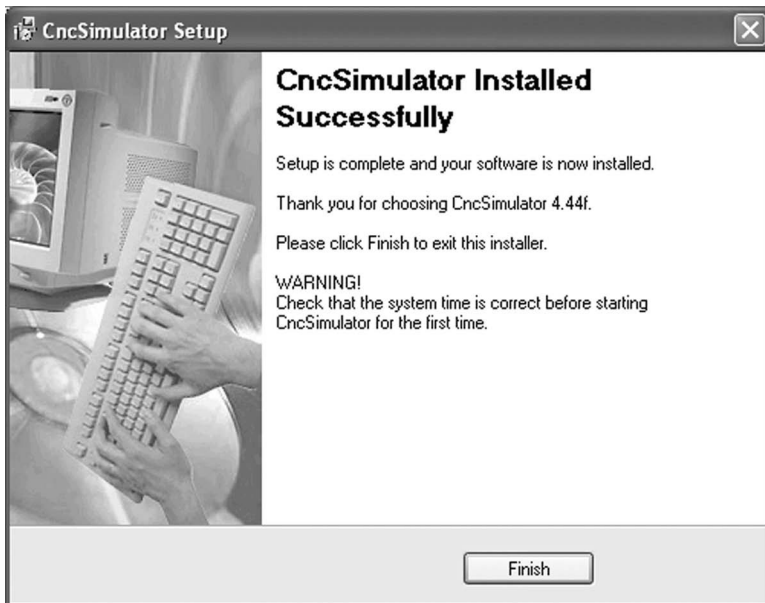 CncSimulator Setup
CncSimulator Installed
Successfully
Setup is complete and your software is now installed.
Thank you for choosing CncSimulator 4.44f.
Please click Finish to exit this installer.
WARNING!
Check that the system time is correct before starting
CncSimulator for the first time.
Finish